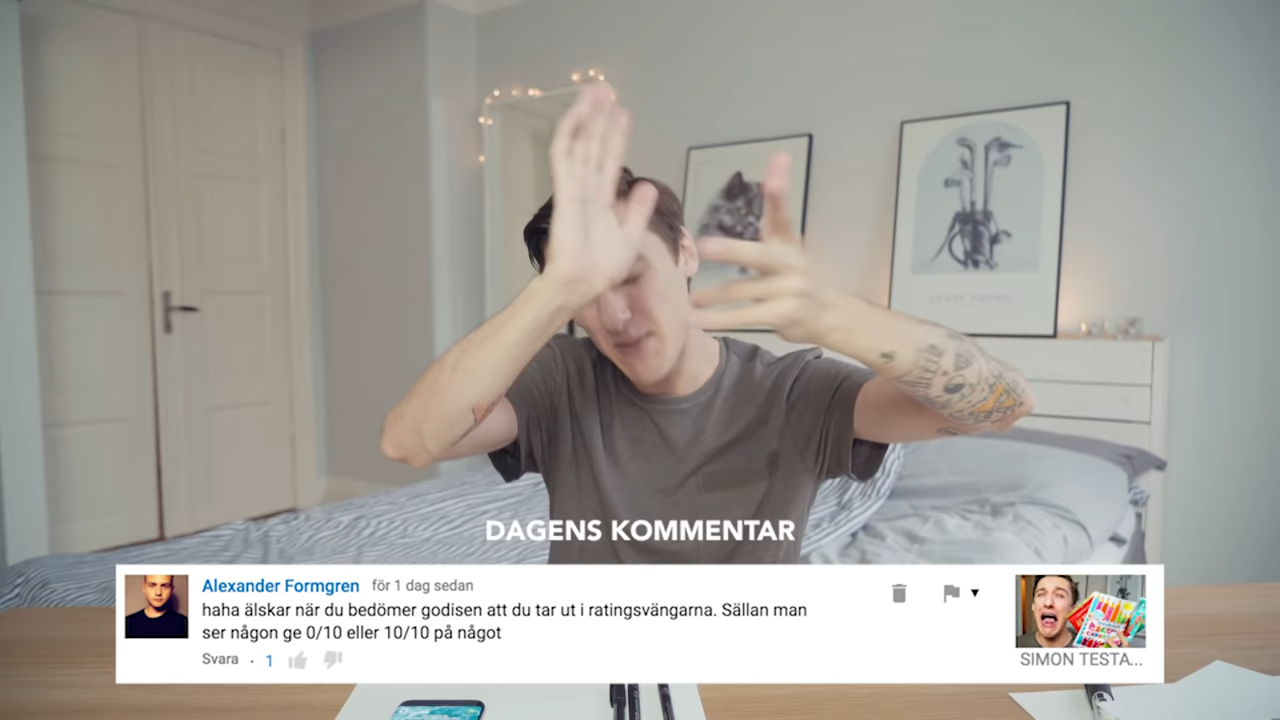 DAGENS KOMMENTAR
Alexander Formgren för 1 dag sedan
haha älskar när du bedömer godisen att du tar ut i ratingsvängarna. Sällan man
ser någon ge 0/10 eller 10/10 på något
Svara · 1
SIMON TESTA...